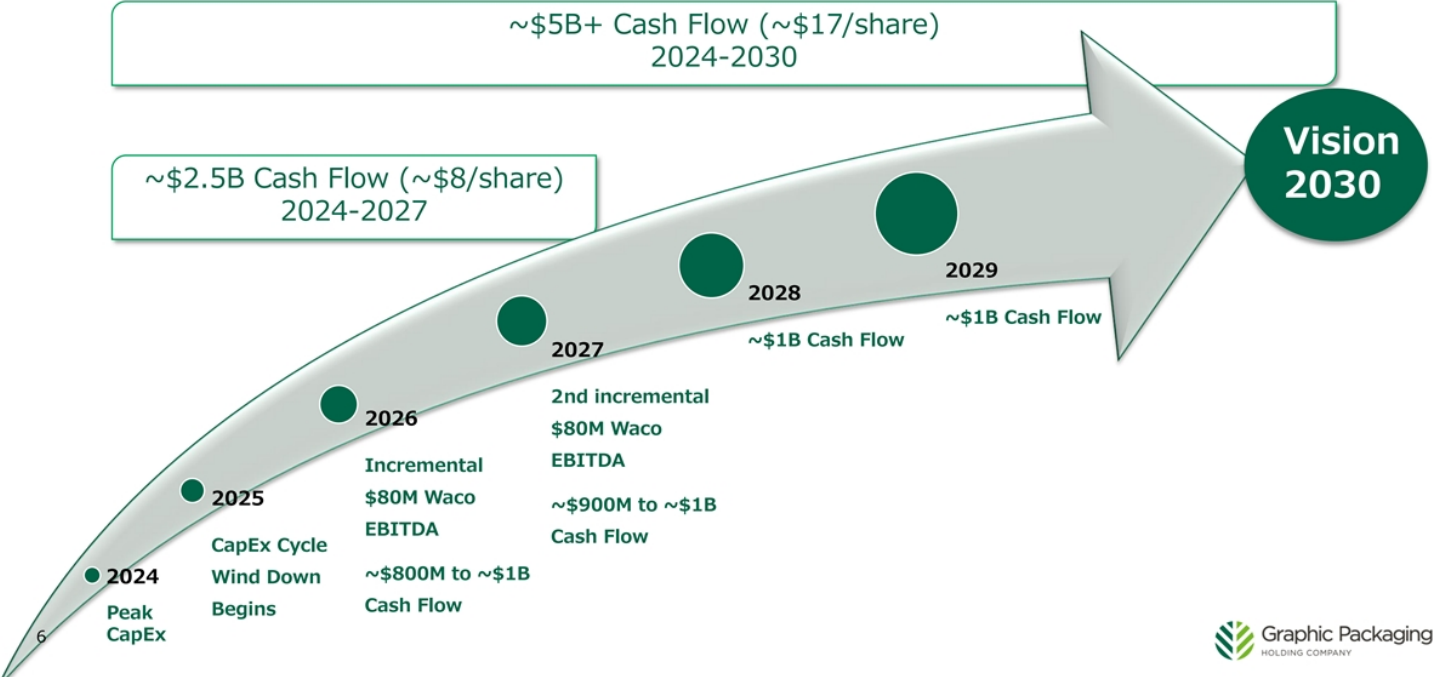 ~$5B+ Cash Flow (~$17/share)
2024-2030
~$2.5B Cash Flow (~$8/share)
2024-2027
Vision
2030
2029
~$1B Cash Flow
2028
~$1B Cash Flow
2027
2nd incremental
$80M Waco
EBITDA
~$900M to ~$1B
Cash Flow
2026
Incremental
$80M Waco
EBITDA
~$800M to ~$1B
Cash Flow
2025
CapEx Cycle
Wind Down
Begins
2024
Peak
CapEx
6
Graphic Packaging
HOLDING COMPANY